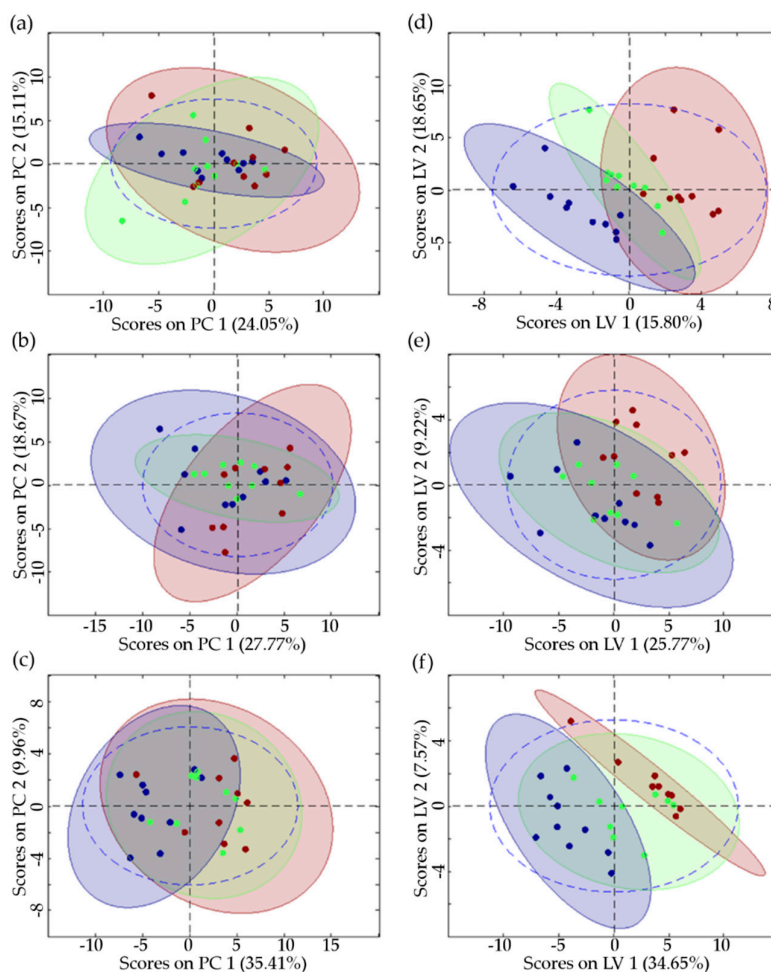 (a)
10
5
0
-5
-10
Scores on PC 2 (15.11%)
-10 -5 0 5 10
Scores on PC 1 (24.05%)
(d)
10
5
0
-5
Scores on LV 2 (18.65%)
-8 -4 0 4 8
Scores on LV 1 (15.80%)
(b)
10
5
0
-5
-10
Scores on PC 2 (18.67%)
-15 -10 -5 0 5 10
Scores on PC 1 (27.77%)
(e)
4
0
-4
Scores on LV 2 (9.22%)
-10 -5 0 5 10
Scores on LV 1 (25.77%)
(c)
8
4
0
-4
-8
Scores on PC 2 (9.96%)
-10 -5 0 5 10 15
Scores on PC 1 (35.41%)
(f)
4
0
-4
Scores on LV 2 (7.57%)
-10 -5 0 5 10
Scores on LV 1 (34.65%)